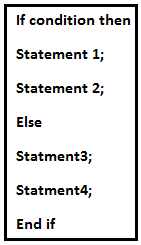 If condition then
Statement 1;
Statement 2;
Else
Statment3;
Statment4;
End if